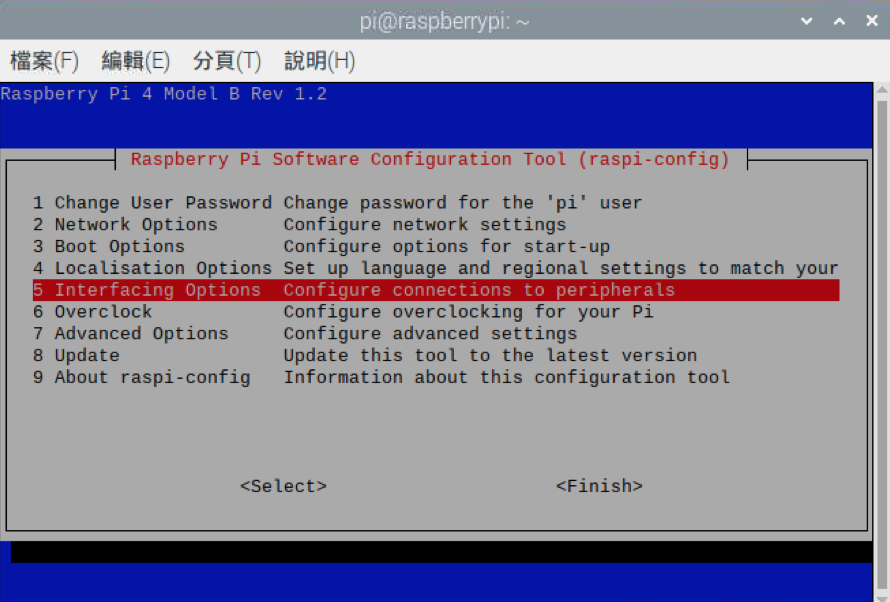 pi@raspberrypi: ~
檔案(F) 編輯(E) 分頁(T) 說明(H)
Raspberry Pi 4 Model B Rev 1.2
Raspberry Pi Software Configuration Tool (raspi-config)
1 Change User Password Change password for the 'pi' user
2 Network Options Configure network settings
3 Boot Options Configure options for start-up
4 Localisation Options Set up language and regional settings to match your
5 Interfacing Options Configure connections to peripherals
6 Overclock Configure overclocking for your Pi
7 Advanced Options Configure advanced settings
8 Update Update this tool to the latest version
9 About raspi-config Information about this configuration tool
<Select> <Finish>